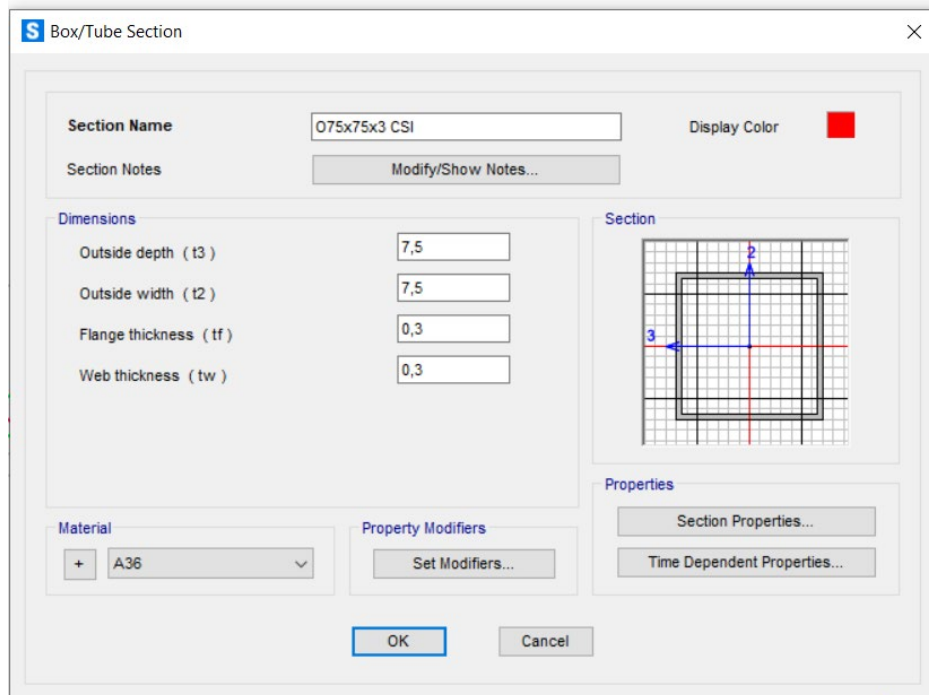 S Box/Tube Section
Section Name O75x75x3 CSI Display Color
Section Notes Modify/Show Notes...
Dimensions
Outside depth ( t3 ) 7,5
Outside width ( t2 ) 7,5
Flange thickness ( tf ) 0,3
Web thickness ( tw ) 0,3
Section
2
3
Properties
Section Properties...
Time Dependent Properties...
Material
+ A36
Property Modifiers
Set Modifiers...
OK Cancel